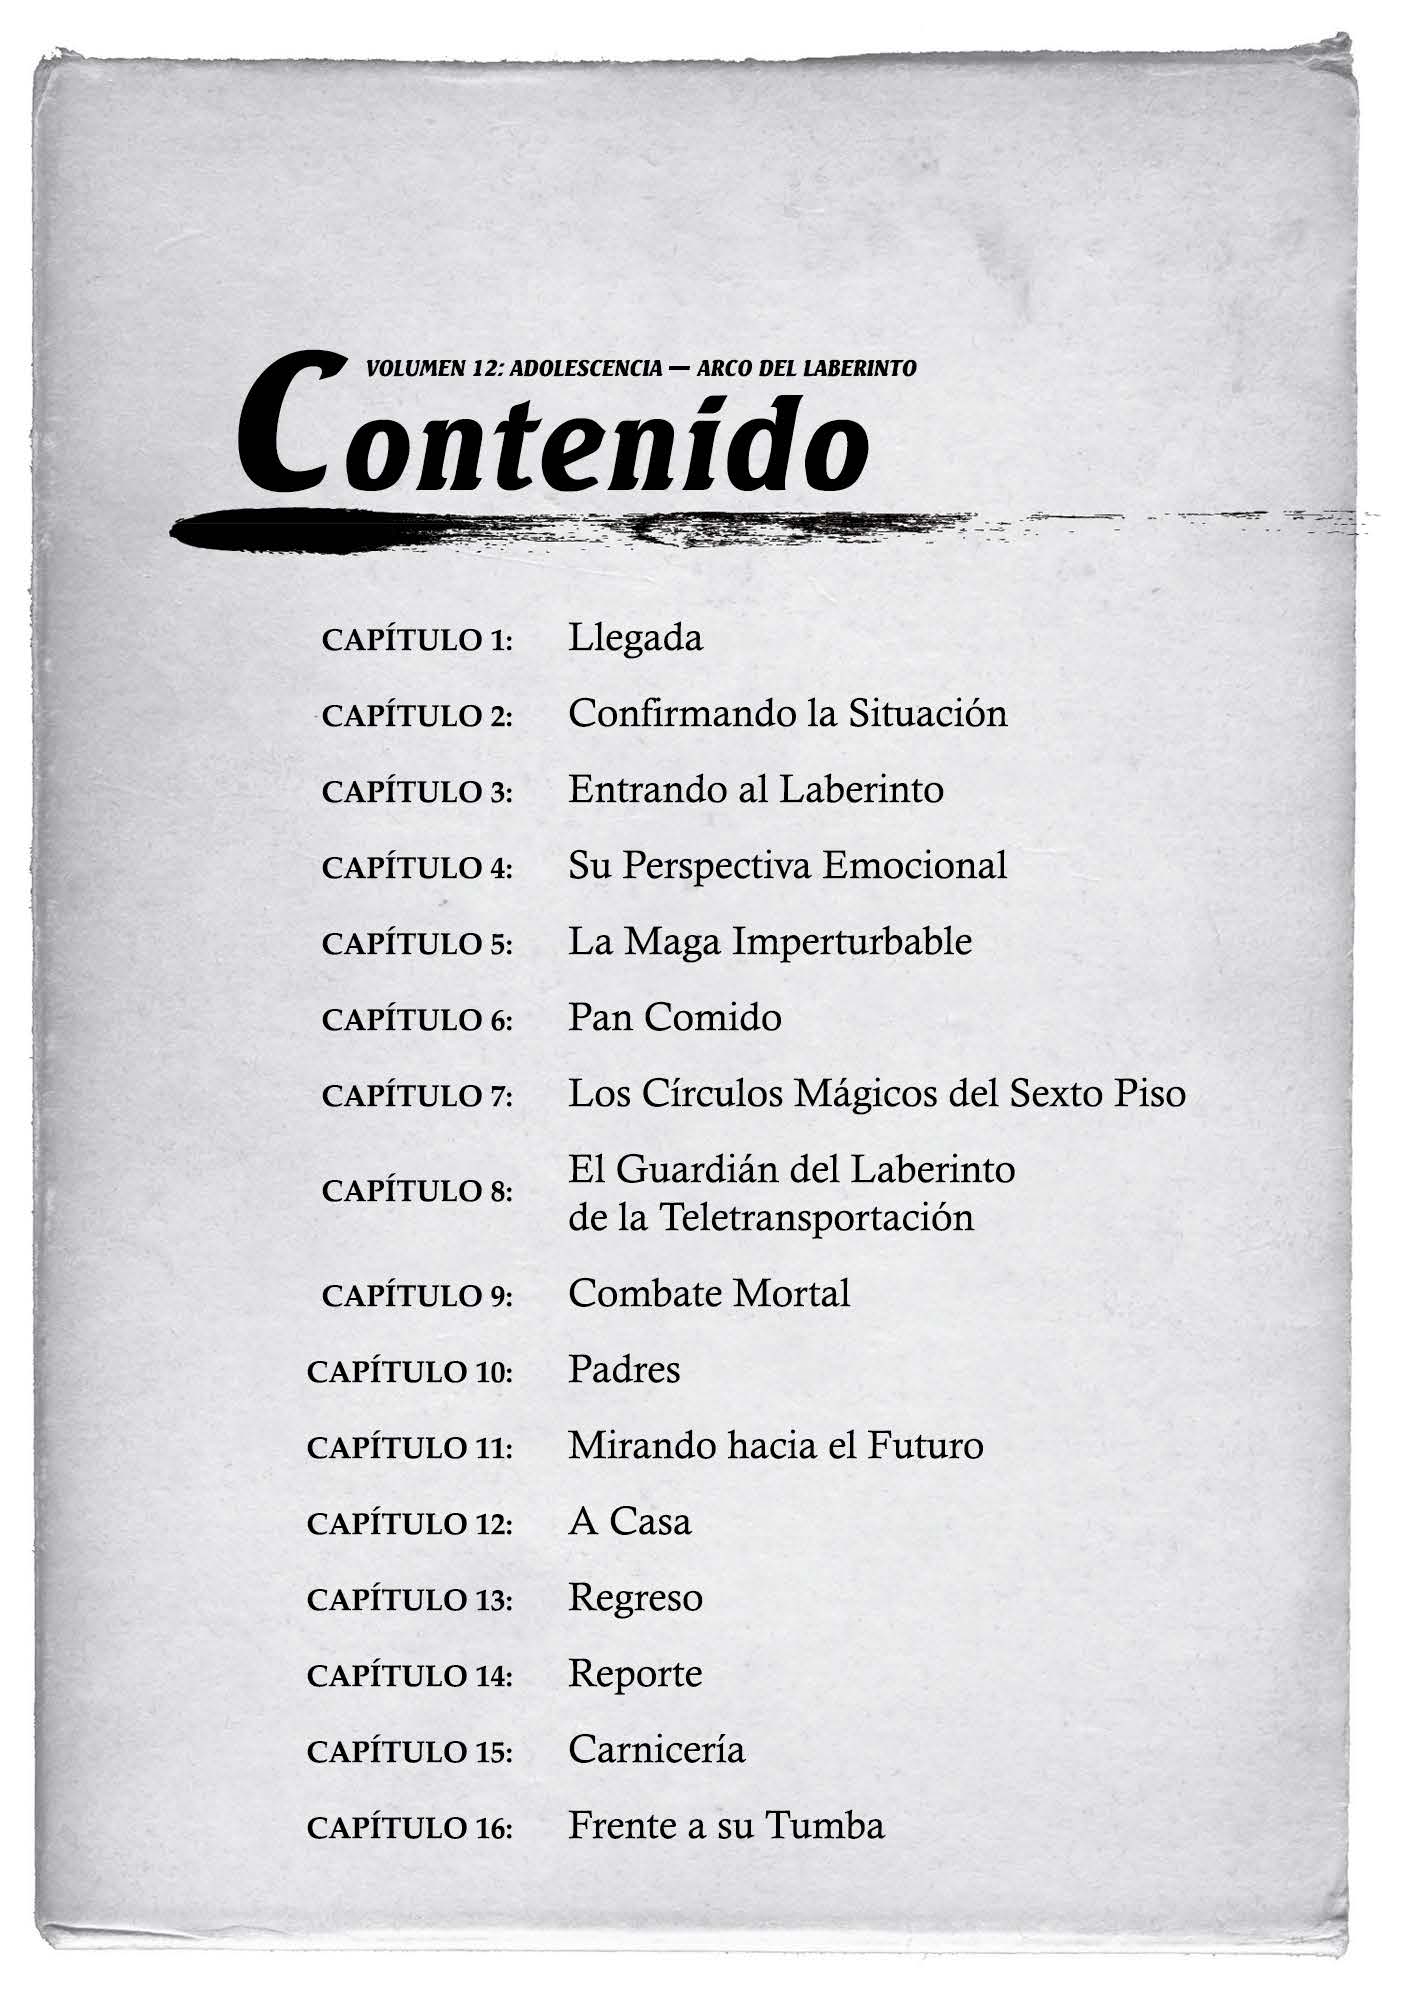 VOLUMEN 12: ADOLESCENCIA — ARCO DEL LABERINTO
Contenido
CAPÍTULO 1: Llegada
CAPÍTULO 2: Confirmando la Situación
CAPÍTULO 3: Entrando al Laberinto
CAPÍTULO 4: Su Perspectiva Emocional
CAPÍTULO 5: La Maga Imperturbable
CAPÍTULO 6: Pan Comido
CAPÍTULO 7: Los Círculos Mágicos del Sexto Piso
CAPÍTULO 8: El Guardián del Laberinto
de la Teletransportación
CAPÍTULO 9: Combate Mortal
CAPÍTULO 10: Padres
CAPÍTULO 11: Mirando hacia el Futuro
CAPÍTULO 12: A Casa
CAPÍTULO 13: Regreso
CAPÍTULO 14: Reporte
CAPÍTULO 15: Carnicería
CAPÍTULO 16: Frente a su Tumba